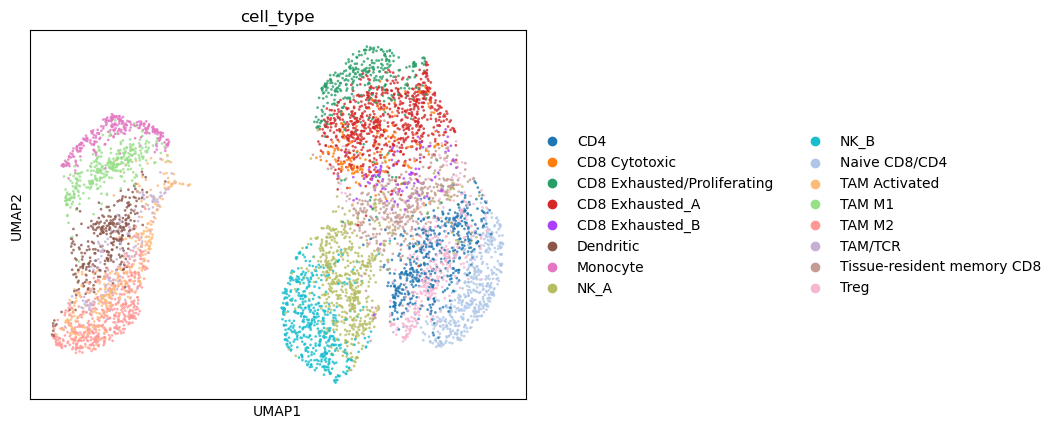 cell_type
UMAP2
UMAP1
CD4
CD8 Cytotoxic
CD8 Exhausted/Proliferating
CD8 Exhausted_A
CD8 Exhausted_B
Dendritic
Monocyte
NK_A
NK_B
Naive CD8/CD4
TAM Activated
TAM M1
TAM M2
TAM/TCR
Tissue-resident memory CD8
Treg